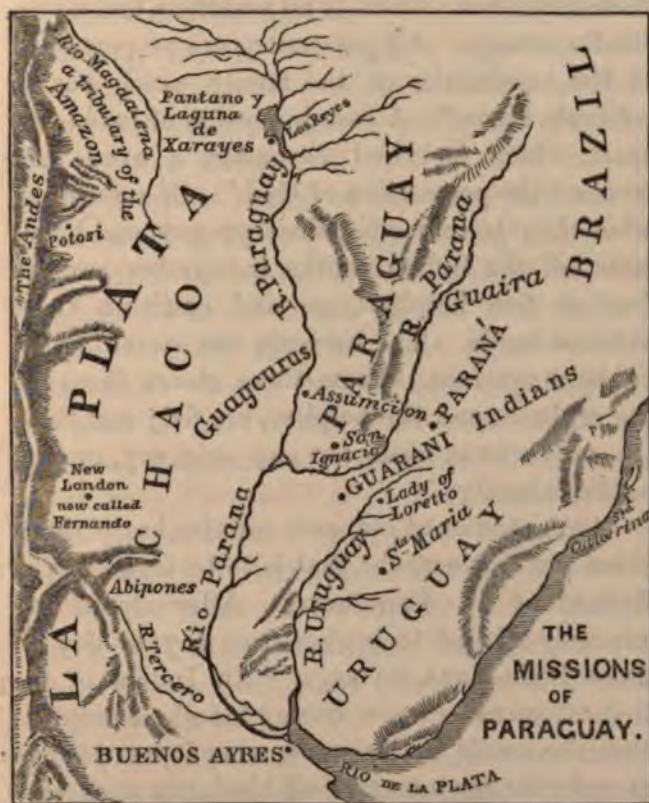 Rio Magdalena
a tributary of the
Amazon
Pantano y
Laguna
de
Xarayes
Los Reyes
BRAZIL
The Andes
Potosi
LA PLATA
CHACOTA
R. Paraguay
PARAGUAY
R. Parana
Guaira
Guaycurus
Assumcion
PARANÁ
San
Ignacio
GUARANI Indians
New
London
now called
Fernando
Lady of
Loretto
Sta Maria
Abipones
Rio Parana
R. Uruguay
URUGUAY
R Tercero
THE
MISSIONS
OF
PARAGUAY.
BUENOS AYRES
RIO DE LA PLATA